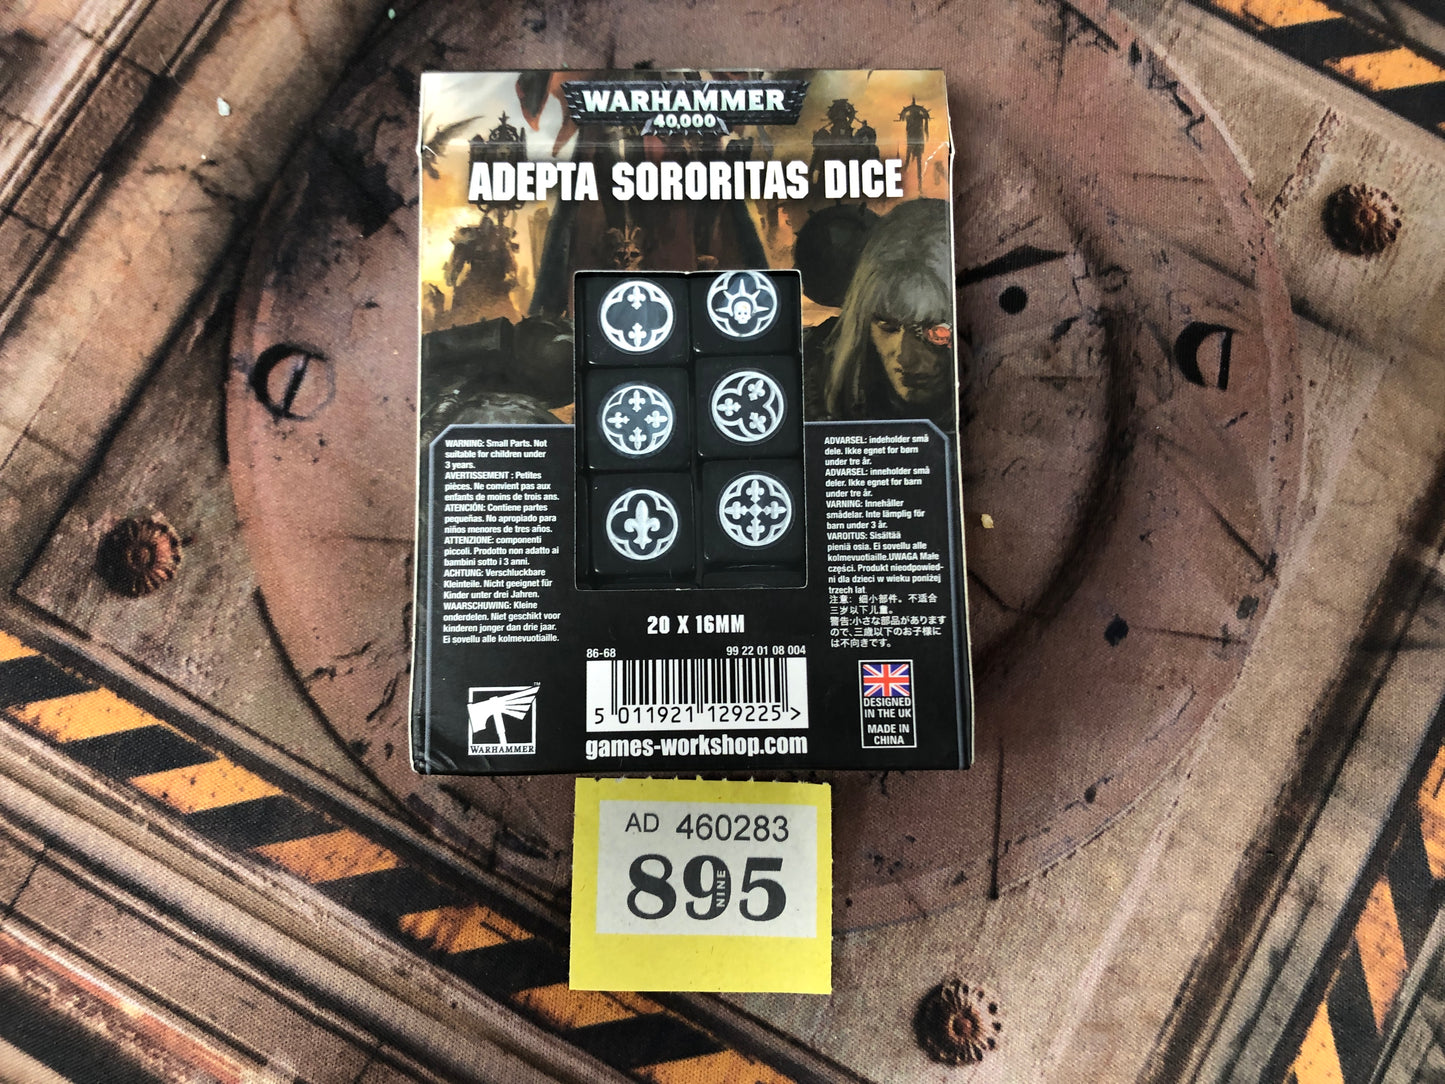 WARHAMMER
40,000
ADEPTA SORORITAS DICE
WARNING: Small Parts. Not
suitable for children under
3 years.
AVERTISSEMENT : Petites
pièces. Ne convient pas aux
enfants de moins de trois ans.
ATENCIÓN: Contiene partes
pequeñas. No apropiado para
niños menores de tres años.
ATTENZIONE: componenti
piccoli. Prodotto non adatto ai
bambini sotto i 3 anni.
ACHTUNG: Verschluckbare
Kleinteile. Nicht geeignet für
Kinder unter drei Jahren.
WAARSCHUWING: Kleine
onderdelen. Niet geschikt voor
kinderen jonger dan drie jaar.
Ei sovellu alle kolmevuotiaille.
ADVARSEL: indeholder små
dele. Ikke egnet for børn
under tre år.
ADVARSEL: inneholder små
deler. Ikke egnet for barn
under tre år.
VARNING: Innehåller
smådelar. Inte lämplig för
barn under 3 år.
VAROITUS: Sisältää
pieniä osia. Ei sovellu alle
kolmevuotiaille.UWAGA Małe
części. Produkt nieodpowied-
ni dla dzieci w wieku poniżej
trzech lat
注意： 细小部件。不适合
三岁以下儿童。
警告:小さな部品があります
ので、三歳以下のお子様に
は不向きです。
20 X 16MM
86-68
99 22 01 08 004
5 011921 129225 >
games-workshop.com
WARHAMMER
™
DESIGNED
IN THE UK
MADE IN
CHINA
AD 460283
895
NINE